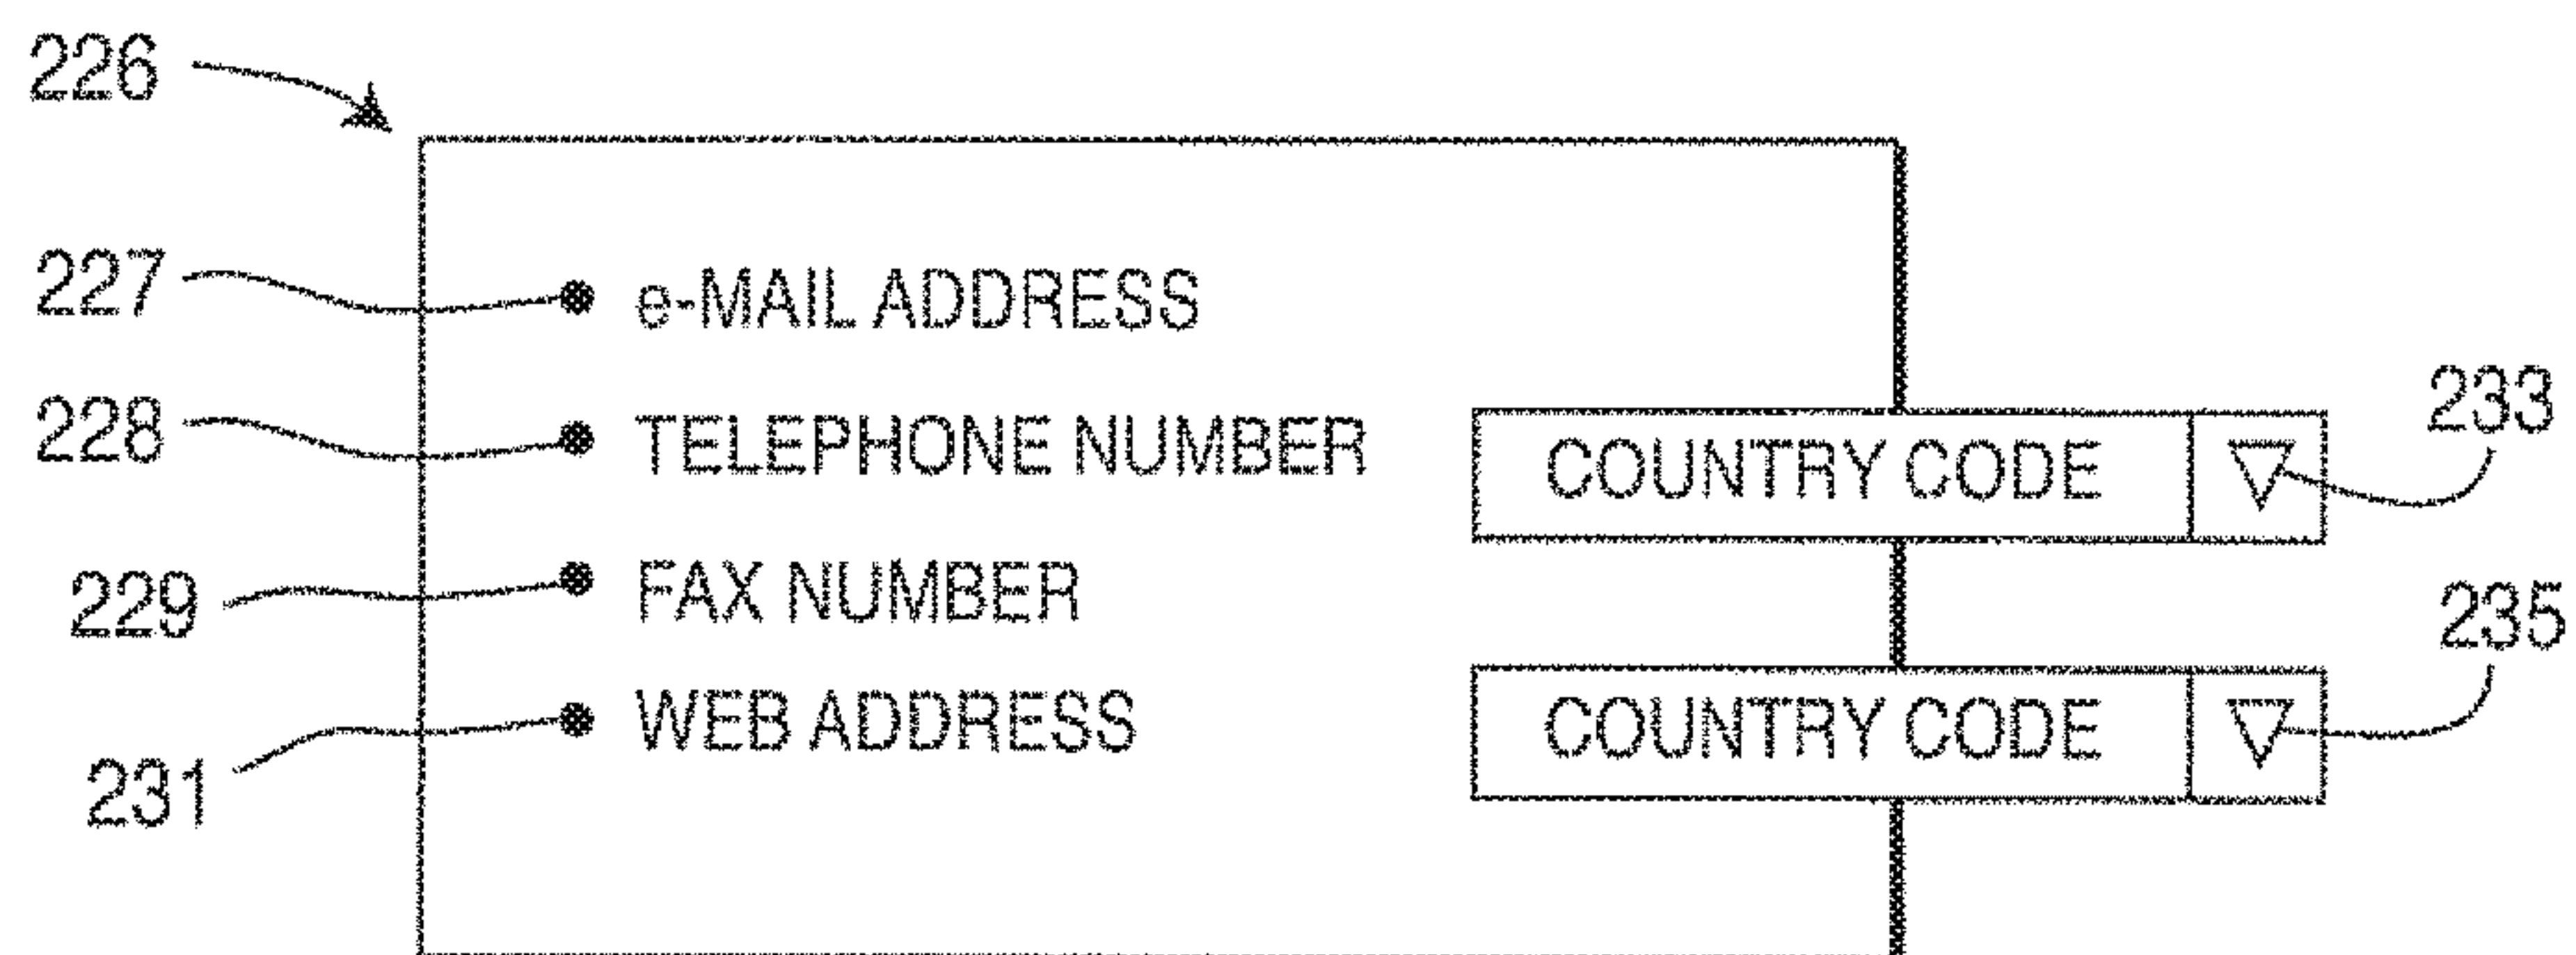 226
227 e-MAIL ADDRESS
228 TELEPHONE NUMBER COUNTRY CODE 233
229 FAX NUMBER
231 WEB ADDRESS COUNTRY CODE 235